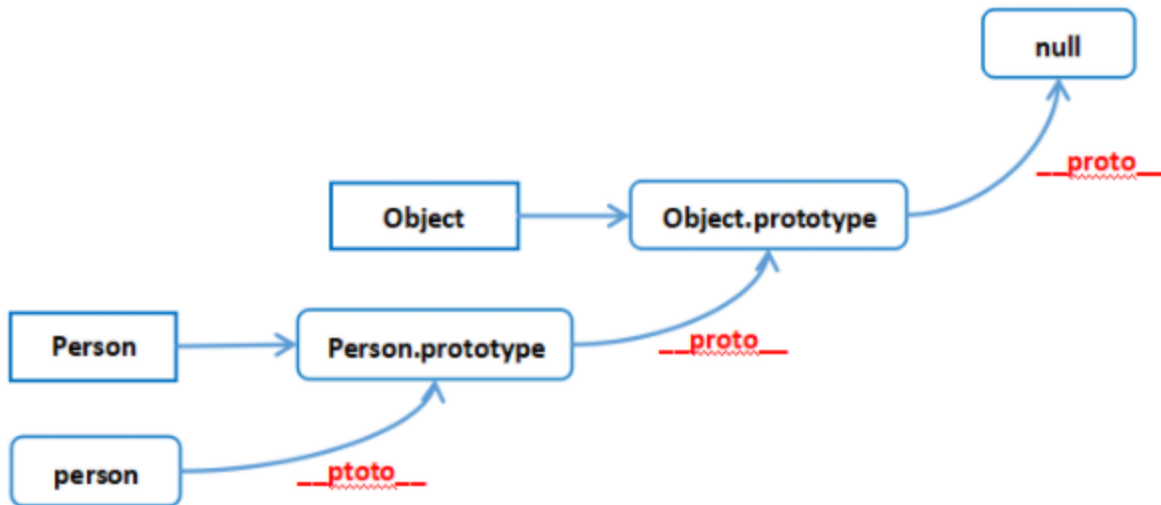 null
__proto__
Object
Object.prototype
Person
Person.prototype
__proto__
person
__ptoto__